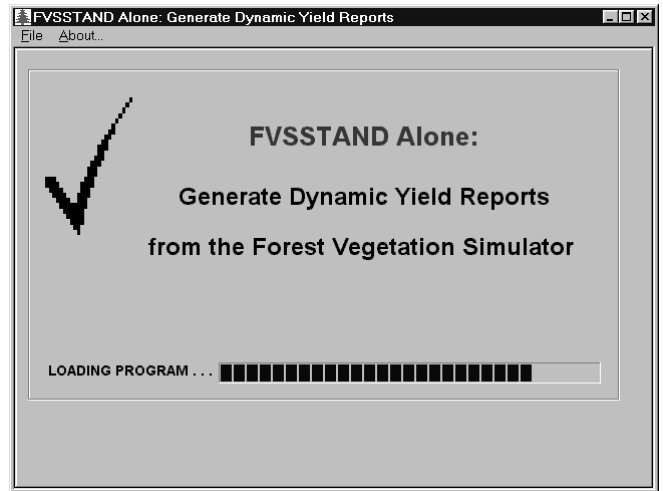 FVSSTAND Alone: Generate Dynamic Yield Reports
File About...
FVSSTAND Alone:
Generate Dynamic Yield Reports
from the Forest Vegetation Simulator
LOADING PROGRAM . . .